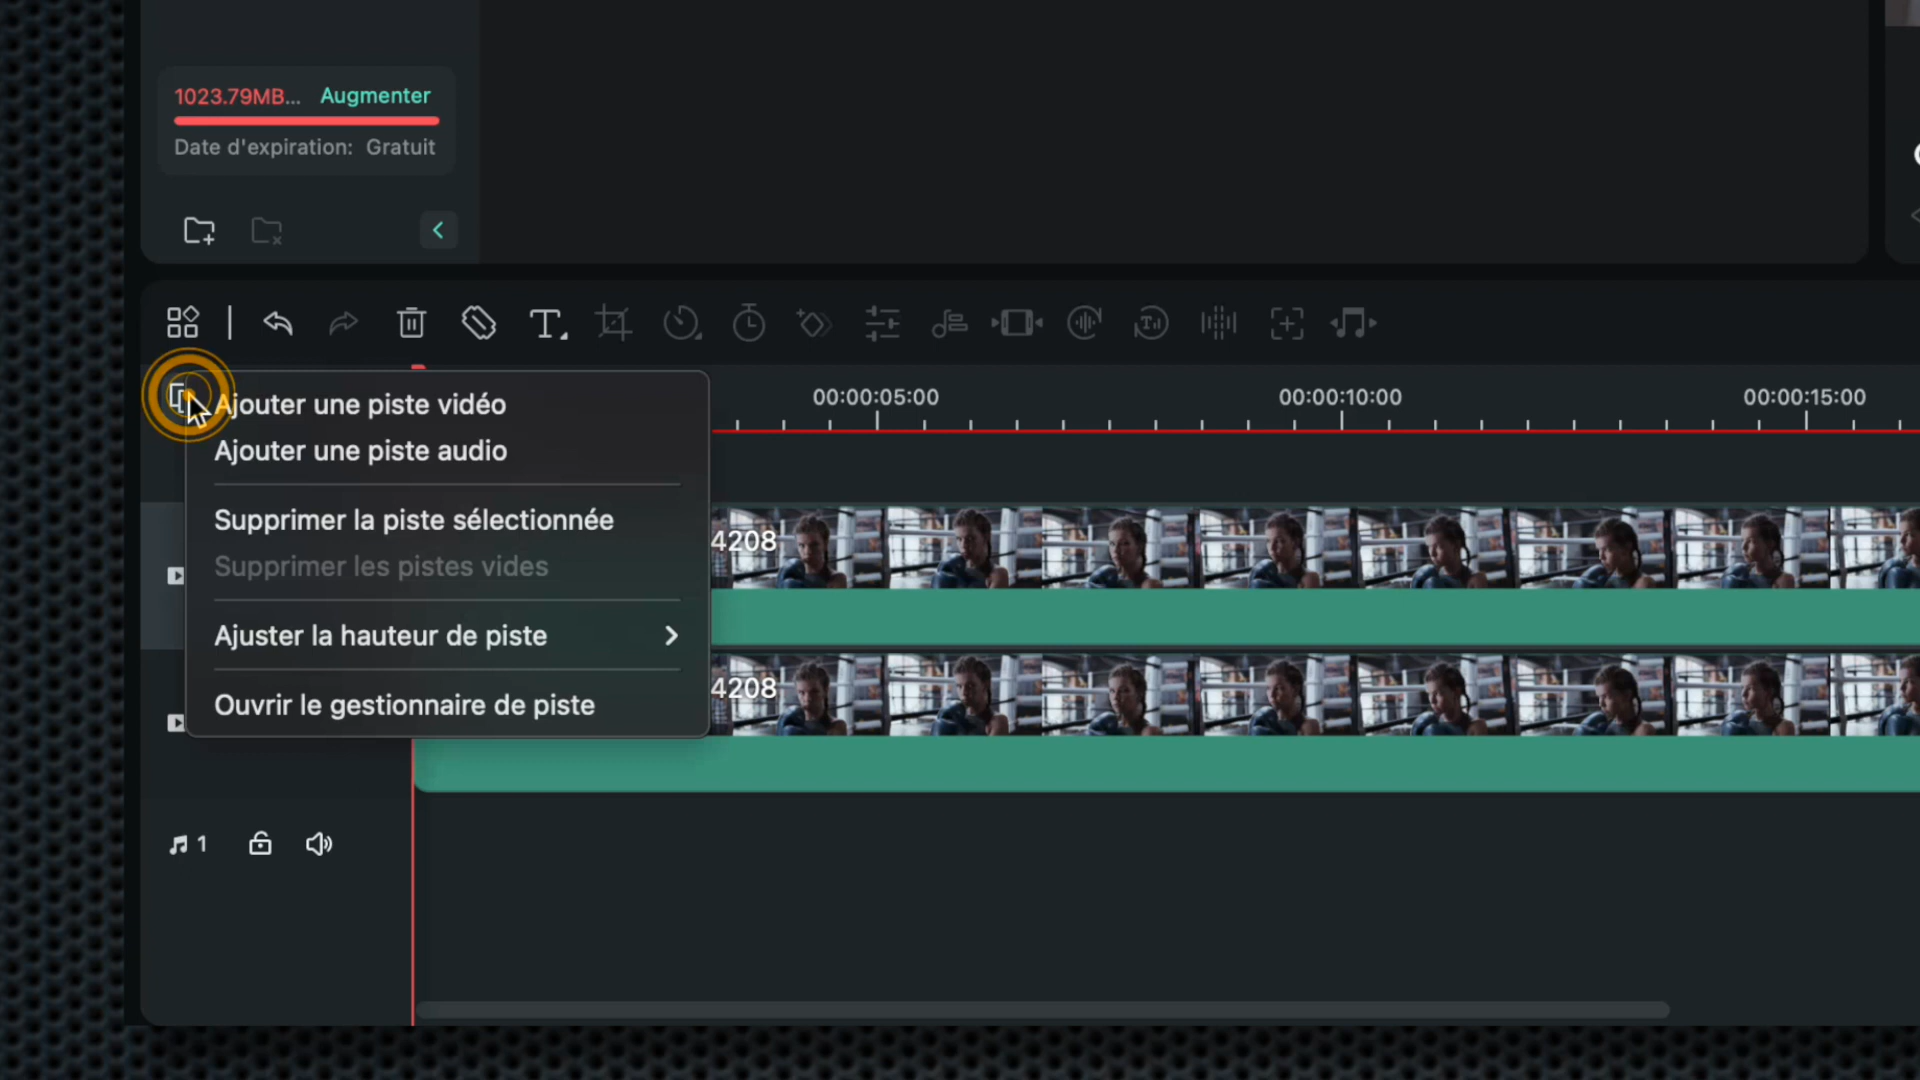 1023.79MB... Augmenter
Date d'expiration: Gratuit
00:00:05:00 00:00:10:00 00:00:15:00
Ajouter une piste vidéo
Ajouter une piste audio
Supprimer la piste sélectionnée
4208
Supprimer les pistes vides
Ajuster la hauteur de piste
4208
Ouvrir le gestionnaire de piste
1